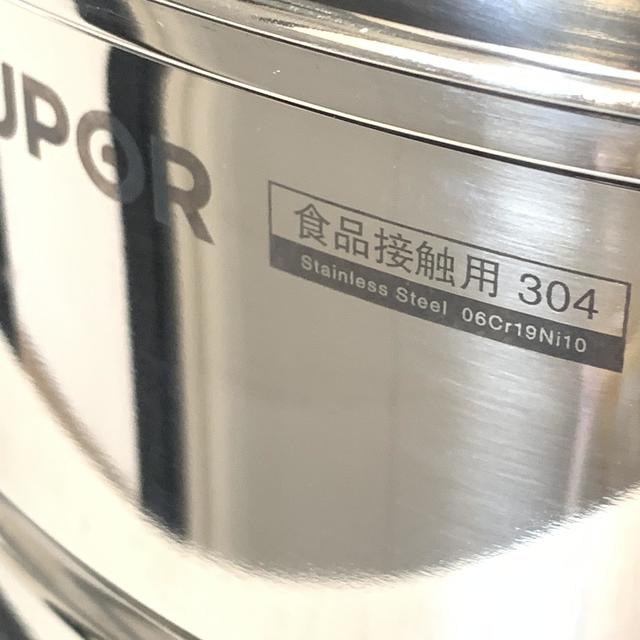 UPOR
食品接触用 304
Stainless Steel 06Cr19Ni10